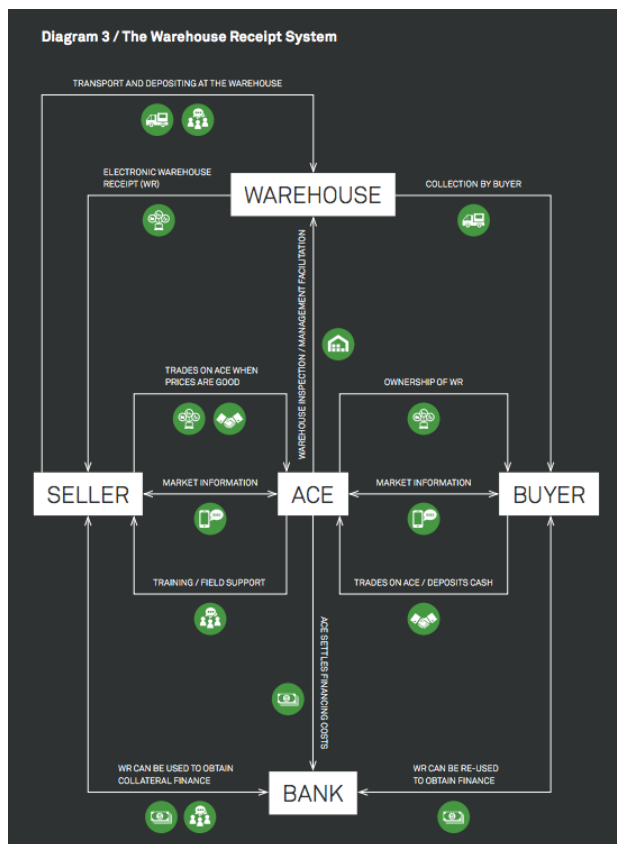 Diagram 3 / The Warehouse Receipt System
TRANSPORT AND DEPOSITING AT THE WAREHOUSE
ELECTRONIC WAREHOUSE
RECEIPT (WR)
WAREHOUSE
COLLECTION BY BUYER
WAREHOUSE INSPECTION / MANAGEMENT FACILITATION
TRADES ON ACE WHEN
PRICES ARE GOOD
OWNERSHIP OF WR
SELLER
MARKET INFORMATION
ACE
MARKET INFORMATION
BUYER
TRAINING / FIELD SUPPORT
TRADES ON ACE / DEPOSITS CASH
ACE SETTLES FINANCING COSTS
WR CAN BE USED TO OBTAIN
COLLATERAL FINANCE
BANK
WR CAN BE RE-USED
TO OBTAIN FINANCE